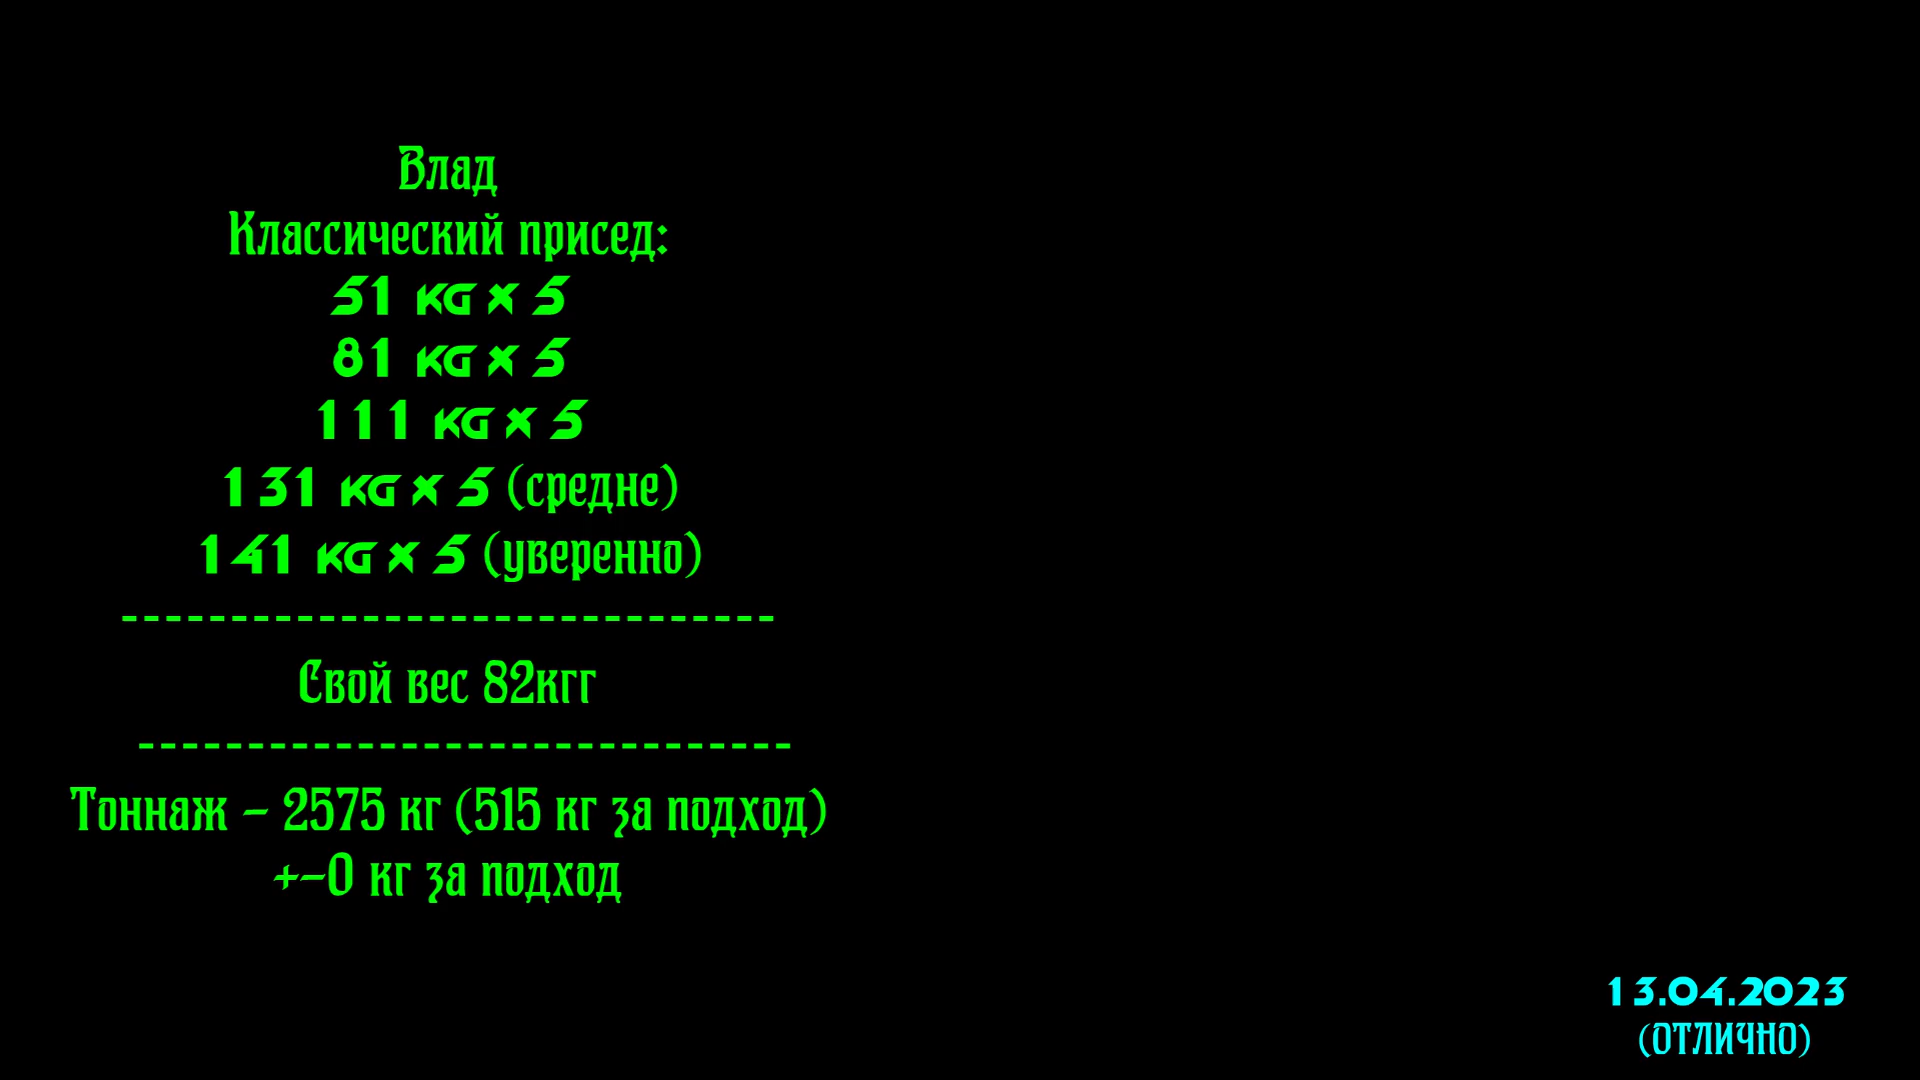 Влад
Классический присед:
51 KG x 5
81 KG x 5
111 KG x 5
131 KG x 5 (средне)
141 KG x 5 (уверенно)
------------------------------
Свой вес 82кгг
------------------------------
Тоннаж – 2575 кг (515 кг за подход)
+–0 кг за подход
13.04.2023
(ОТЛИЧНО)